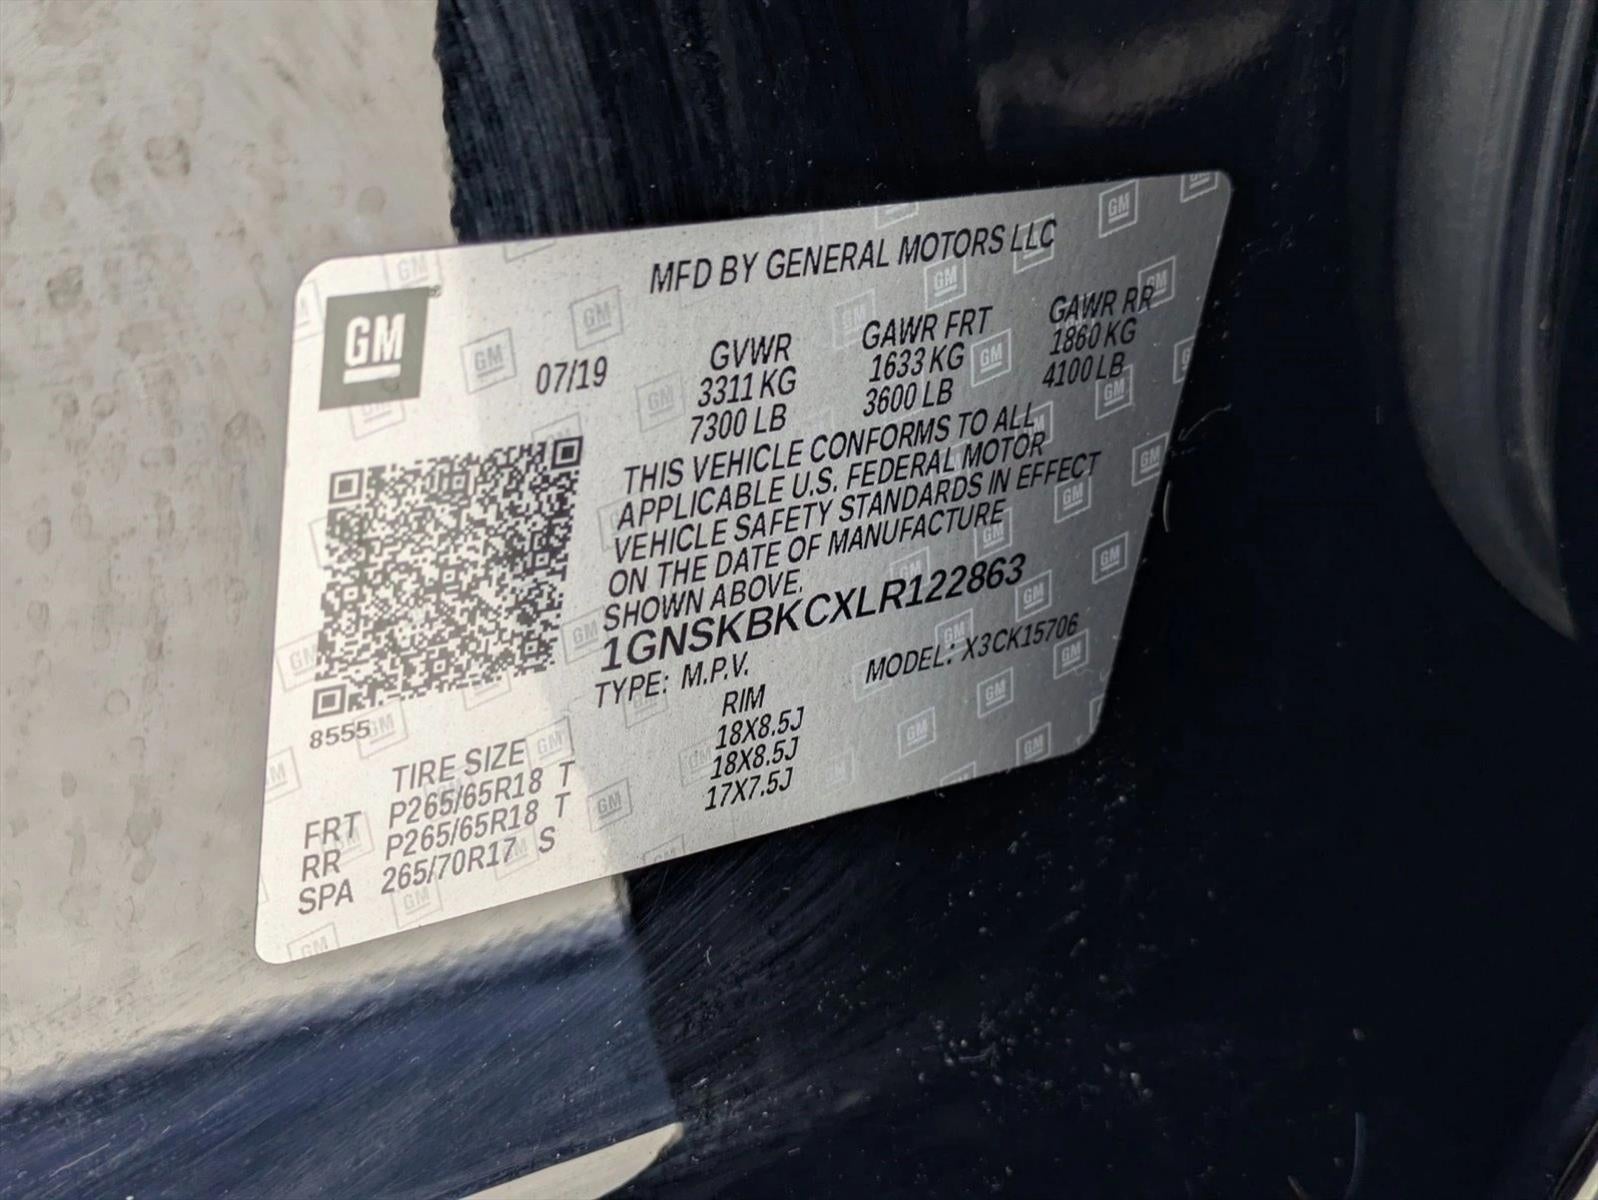 MFD BY GENERAL MOTORS LLC
GM
07/19
GVWR
3311 KG
7300 LB
GAWR FRT
1633 KG
3600 LB
GAWR RR
1860 KG
4100 LB
THIS VEHICLE CONFORMS TO ALL
APPLICABLE U.S. FEDERAL MOTOR
VEHICLE SAFETY STANDARDS IN EFFECT
ON THE DATE OF MANUFACTURE
SHOWN ABOVE.
1GNSKBKCXLR122863
TYPE: M.P.V. MODEL: X3CK15706
8555
TIRE SIZE RIM
FRT P265/65R18 T 18X8.5J
RR P265/65R18 T 18X8.5J
SPA 265/70R17 S 17X7.5J